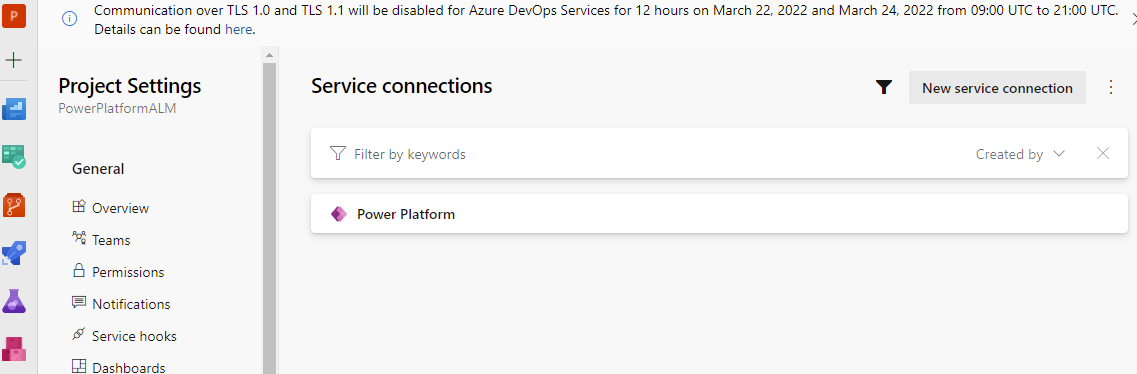 P
Communication over TLS 1.0 and TLS 1.1 will be disabled for Azure DevOps Services for 12 hours on March 22, 2022 and March 24, 2022 from 09:00 UTC to 21:00 UTC.
Details can be found here.
Project Settings
PowerPlatformALM
General
Overview
Teams
Permissions
Notifications
Service hooks
Dashboards
Service connections
New service connection
Filter by keywords
Created by
Power Platform